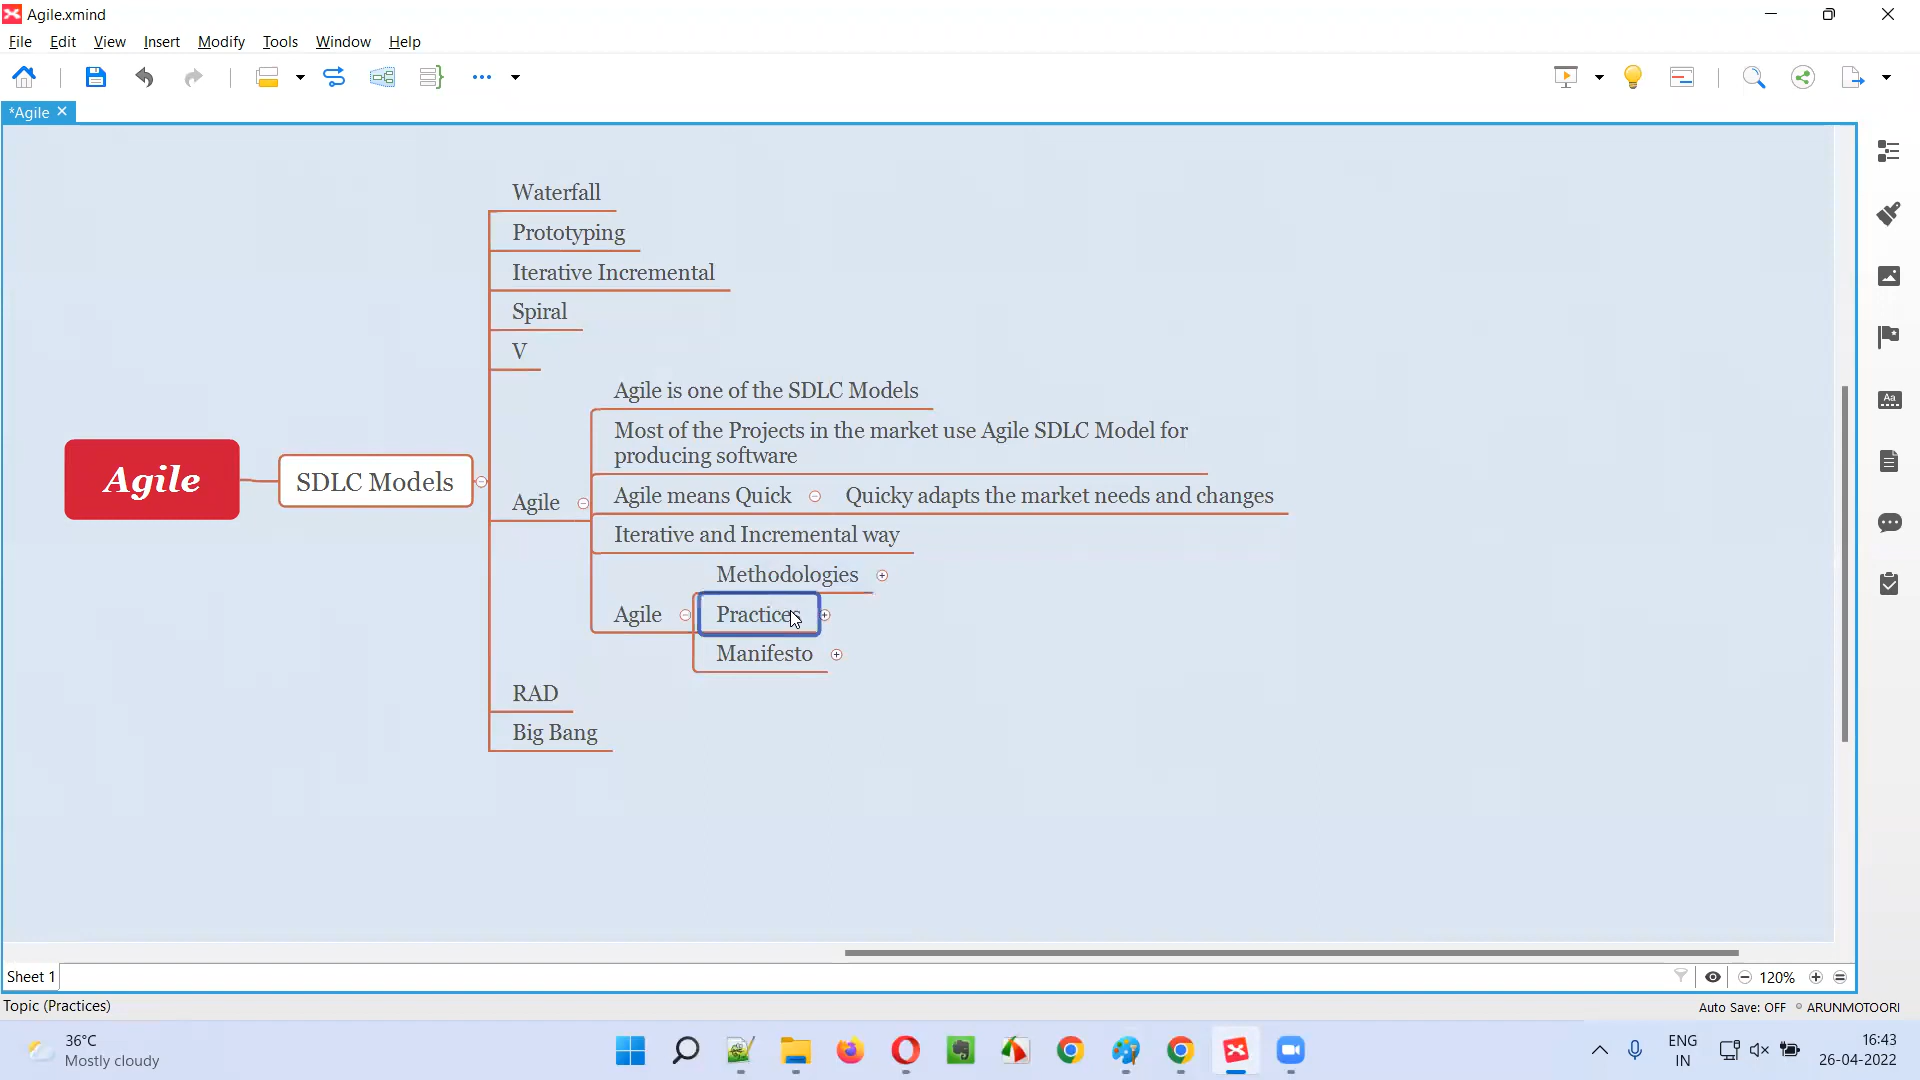 Agile.xmind
File Edit View Insert Modify Tools Window Help
*Agile
Waterfall
Prototyping
Iterative Incremental
Spiral
V
Agile is one of the SDLC Models
Most of the Projects in the market use Agile SDLC Model for
producing software
Agile
SDLC Models
Agile
Agile means Quick
Quicky adapts the market needs and changes
Iterative and Incremental way
Methodologies
Agile
Practices
Manifesto
RAD
Big Bang
Aa
Sheet 1
120%
Topic (Practices)
Auto Save: OFF
ARUNMOTOORI
36°C
Mostly cloudy
ENG
IN
16:43
26-04-2022